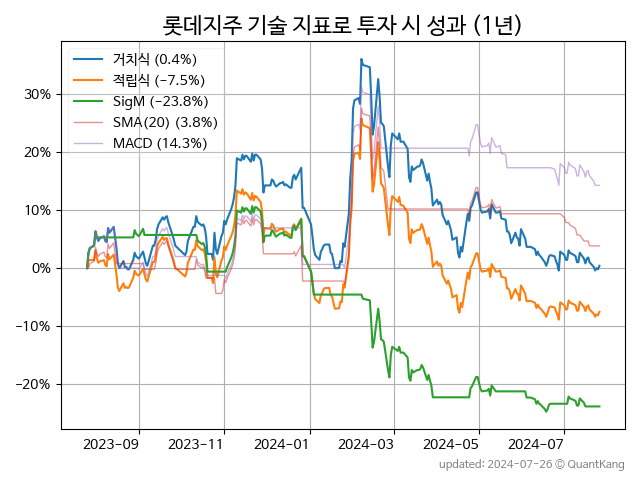 롯데지주 기술 지표로 투자 시 성과 (1년)
거치식 (0.4%)
적립식 (−7.5%)
SigM (−23.8%)
SMA(20) (3.8%)
MACD (14.3%)
30%
20%
10%
0%
−10%
−20%
2023-09 2023-11 2024-01 2024-03 2024-05 2024-07
updated: 2024-07-26 © QuantKang